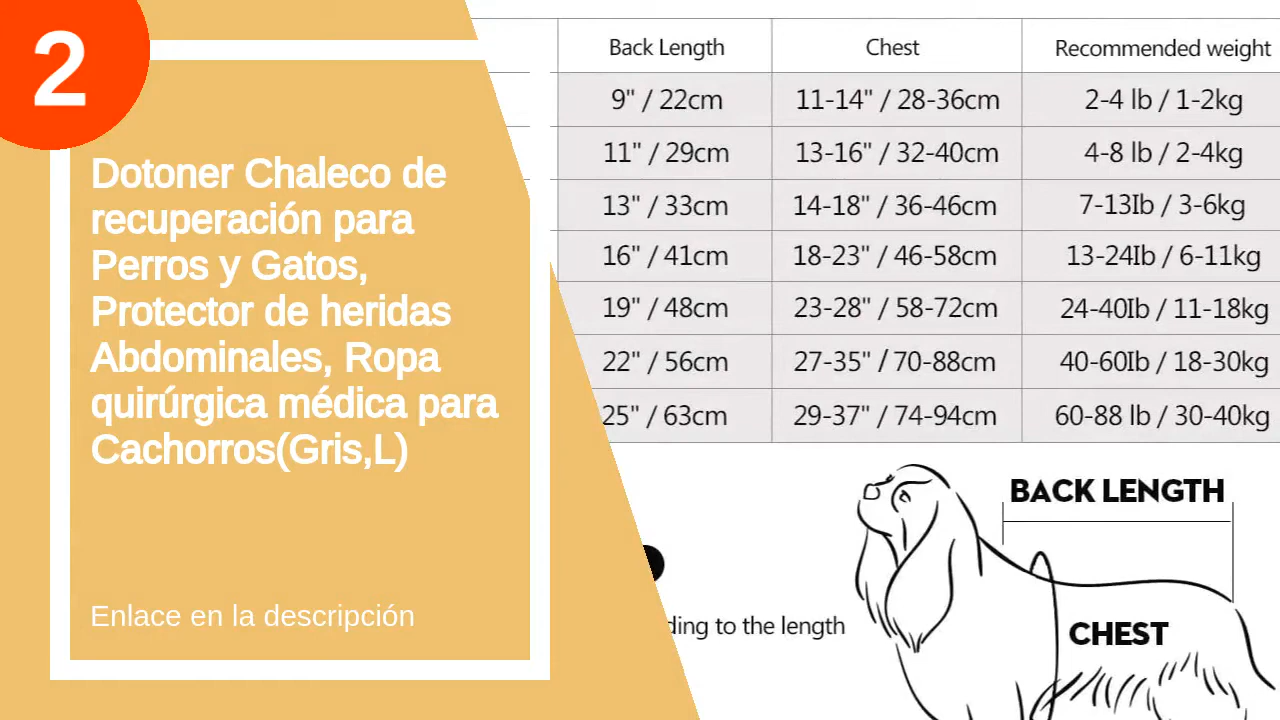 2
Dotoner Chaleco de
recuperación para
Perros y Gatos,
Protector de heridas
Abdominales, Ropa
quirúrgica médica para
Cachorros(Gris,L)
Enlace en la descripción
Back Length Chest Recommended weight
9" / 22cm 11-14" / 28-36cm 2-4 lb / 1-2kg
11" / 29cm 13-16" / 32-40cm 4-8 lb / 2-4kg
13" / 33cm 14-18" / 36-46cm 7-13Ib / 3-6kg
16" / 41cm 18-23" / 46-58cm 13-24Ib / 6-11kg
19" / 48cm 23-28" / 58-72cm 24-40Ib / 11-18kg
22" / 56cm 27-35" / 70-88cm 40-60Ib / 18-30kg
25" / 63cm 29-37" / 74-94cm 60-88 lb / 30-40kg
BACK LENGTH
to the length
CHEST